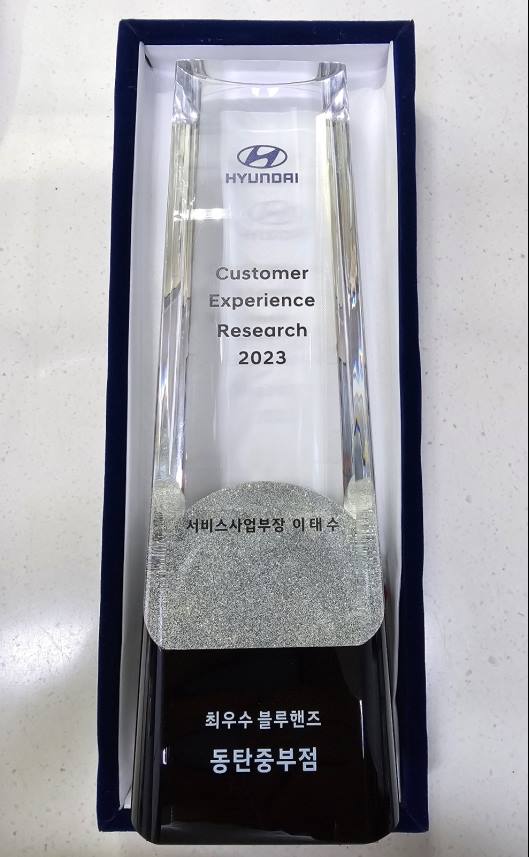 HYUNDAI
Customer
Experience
Research
2023
서비스사업부장 이태수
최우수 블루핸즈
동탄중부점